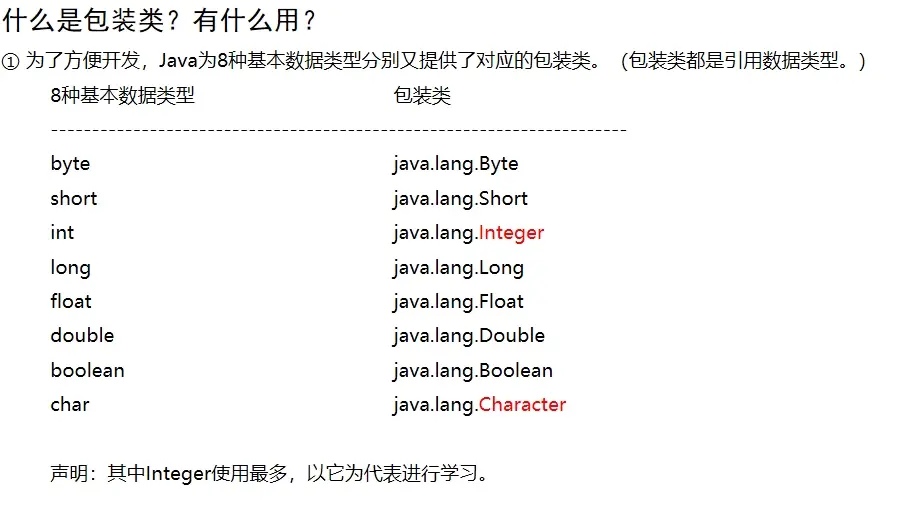 什么是包装类？有什么用？
① 为了方便开发，Java为8种基本数据类型分别又提供了对应的包装类。（包装类都是引用数据类型。）
8种基本数据类型 包装类
----------------------------------------------------------------------
byte java.lang.Byte
short java.lang.Short
int java.lang.Integer
long java.lang.Long
float java.lang.Float
double java.lang.Double
boolean java.lang.Boolean
char java.lang.Character
声明：其中Integer使用最多，以它为代表进行学习。